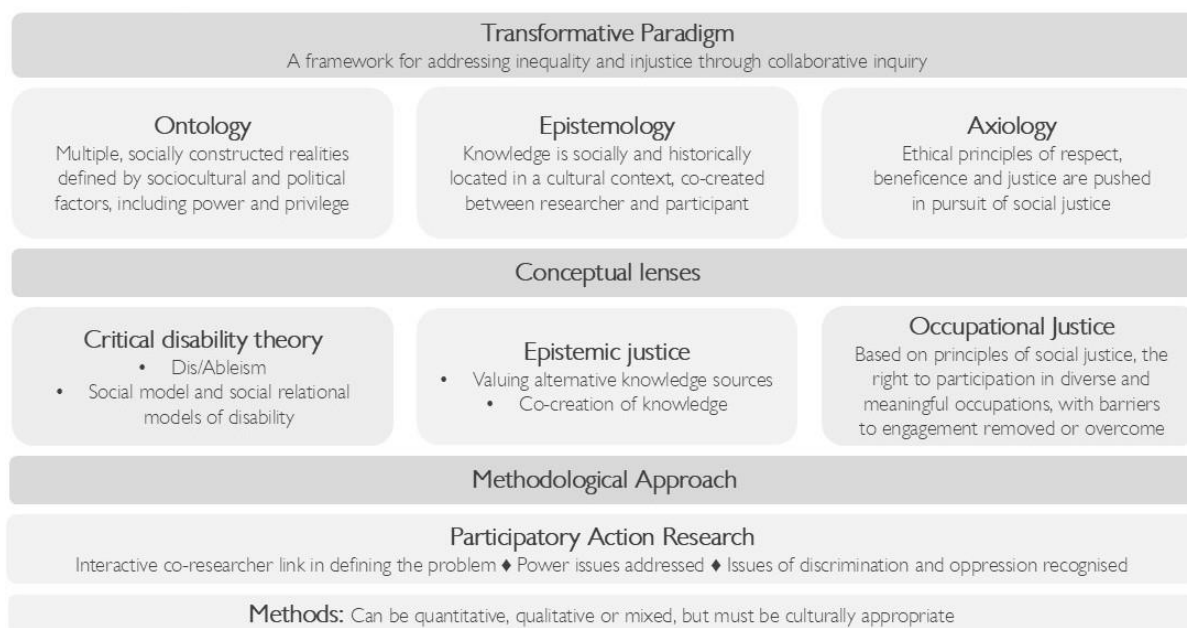 Transformative Paradigm
A framework for addressing inequality and injustice through collaborative inquiry
Ontology
Multiple, socially constructed realities
defined by sociocultural and political
factors, including power and privilege
Epistemology
Knowledge is socially and historically
located in a cultural context, co-created
between researcher and participant
Axiology
Ethical principles of respect,
beneficence and justice are pushed
in pursuit of social justice
Conceptual lenses
Critical disability theory
• Dis/Ableism
• Social model and social relational
models of disability
Epistemic justice
• Valuing alternative knowledge sources
• Co-creation of knowledge
Occupational Justice
Based on principles of social justice, the
right to participation in diverse and
meaningful occupations, with barriers
to engagement removed or overcome
Methodological Approach
Participatory Action Research
Interactive co-researcher link in defining the problem ♦ Power issues addressed ♦ Issues of discrimination and oppression recognised
Methods: Can be quantitative, qualitative or mixed, but must be culturally appropriate